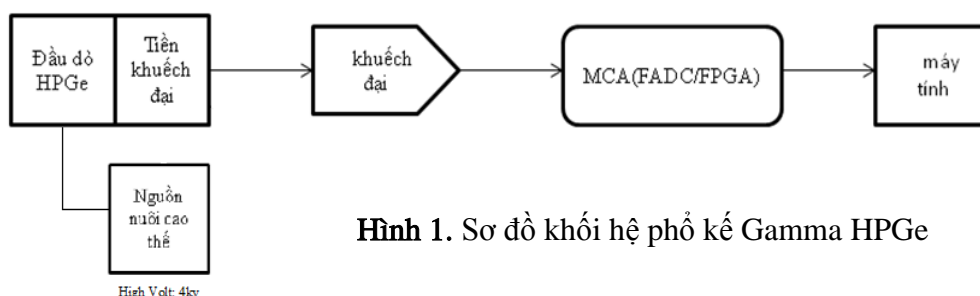 Đầu dò
HPGe
Tiền
khuếch
đại
khuếch
đại
MCA(FADC/FPGA)
máy
tính
Nguồn
nuôi cao
thế
High Volt: 4kv
Hình 1. Sơ đồ khối hệ phổ kế Gamma HPGe